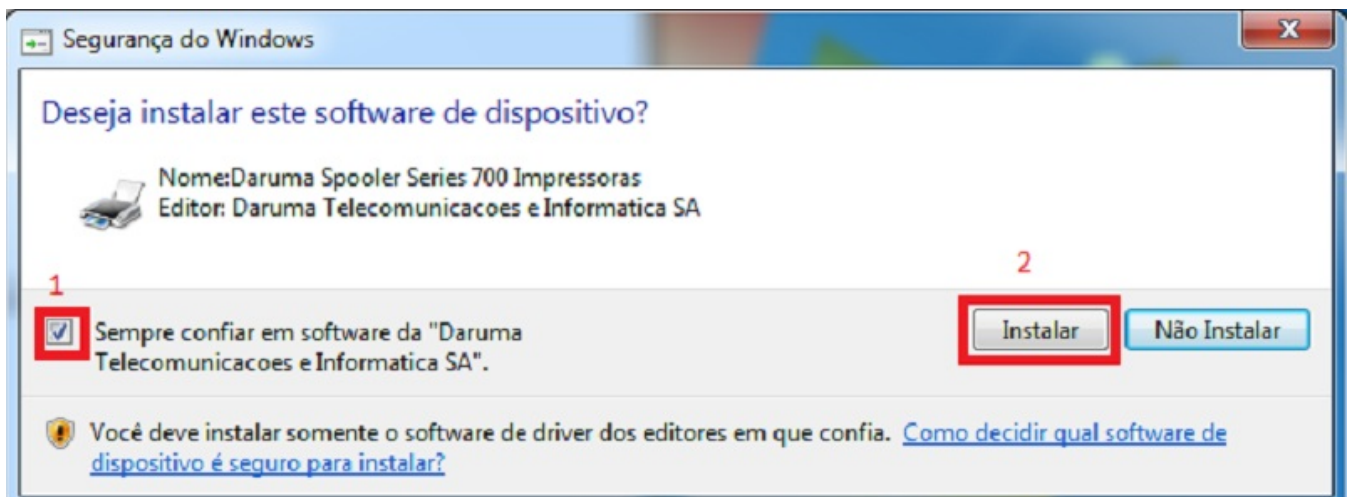 Segurança do Windows
x
Deseja instalar este software de dispositivo?
Nome:Daruma Spooler Series 700 Impressoras
Editor: Daruma Telecomunicacoes e Informatica SA
1
2
Sempre confiar em software da "Daruma
Telecomunicacoes e Informatica SA".
Instalar
Não Instalar
Você deve instalar somente o software de driver dos editores em que confia. Como decidir qual software de
dispositivo é seguro para instalar?